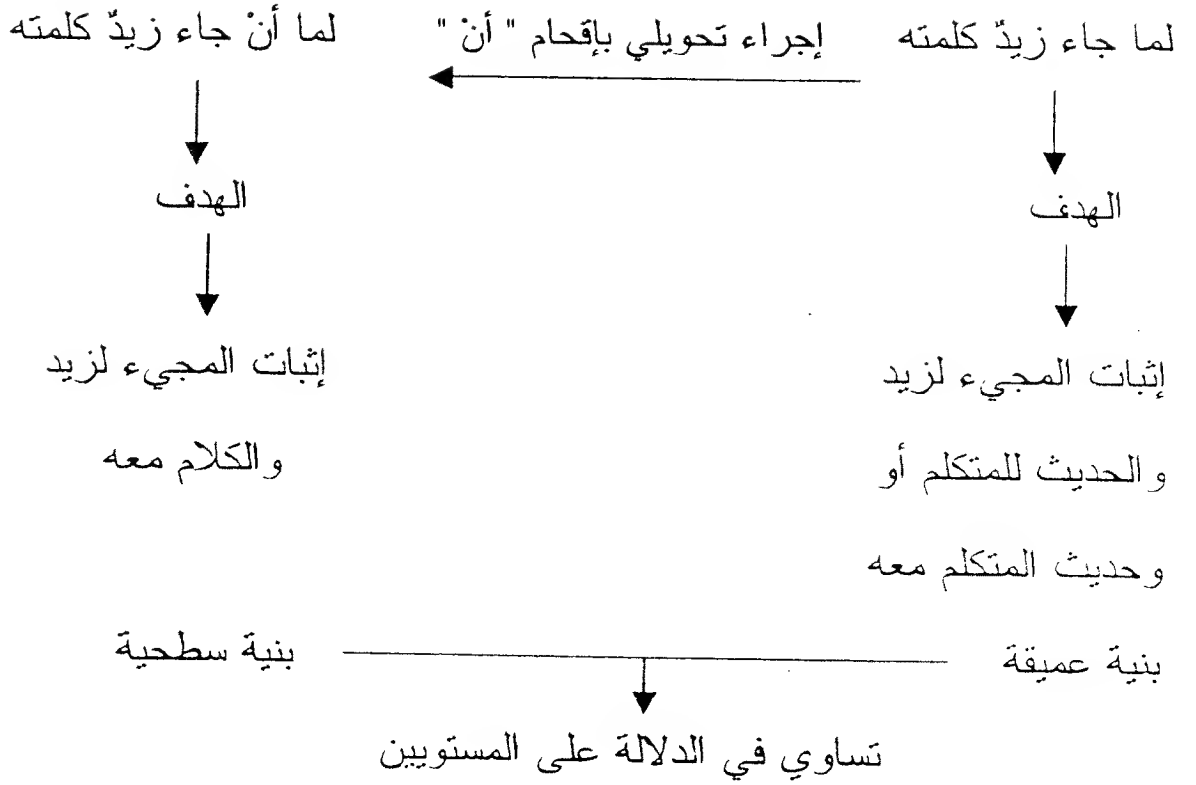 لما جاء زيدٌ كلمته
إجراء تحويلي بإقحام " أنْ "
لما أنْ جاء زيدٌ كلمته
الهدف
الهدف
إثبات المجيء لزيد
إثبات المجيء لزيد
والحديث للمتكلم أو
والكلام معه
وحديث المتكلم معه
بنية عميقة
بنية سطحية
تساوي في الدلالة على المستويين